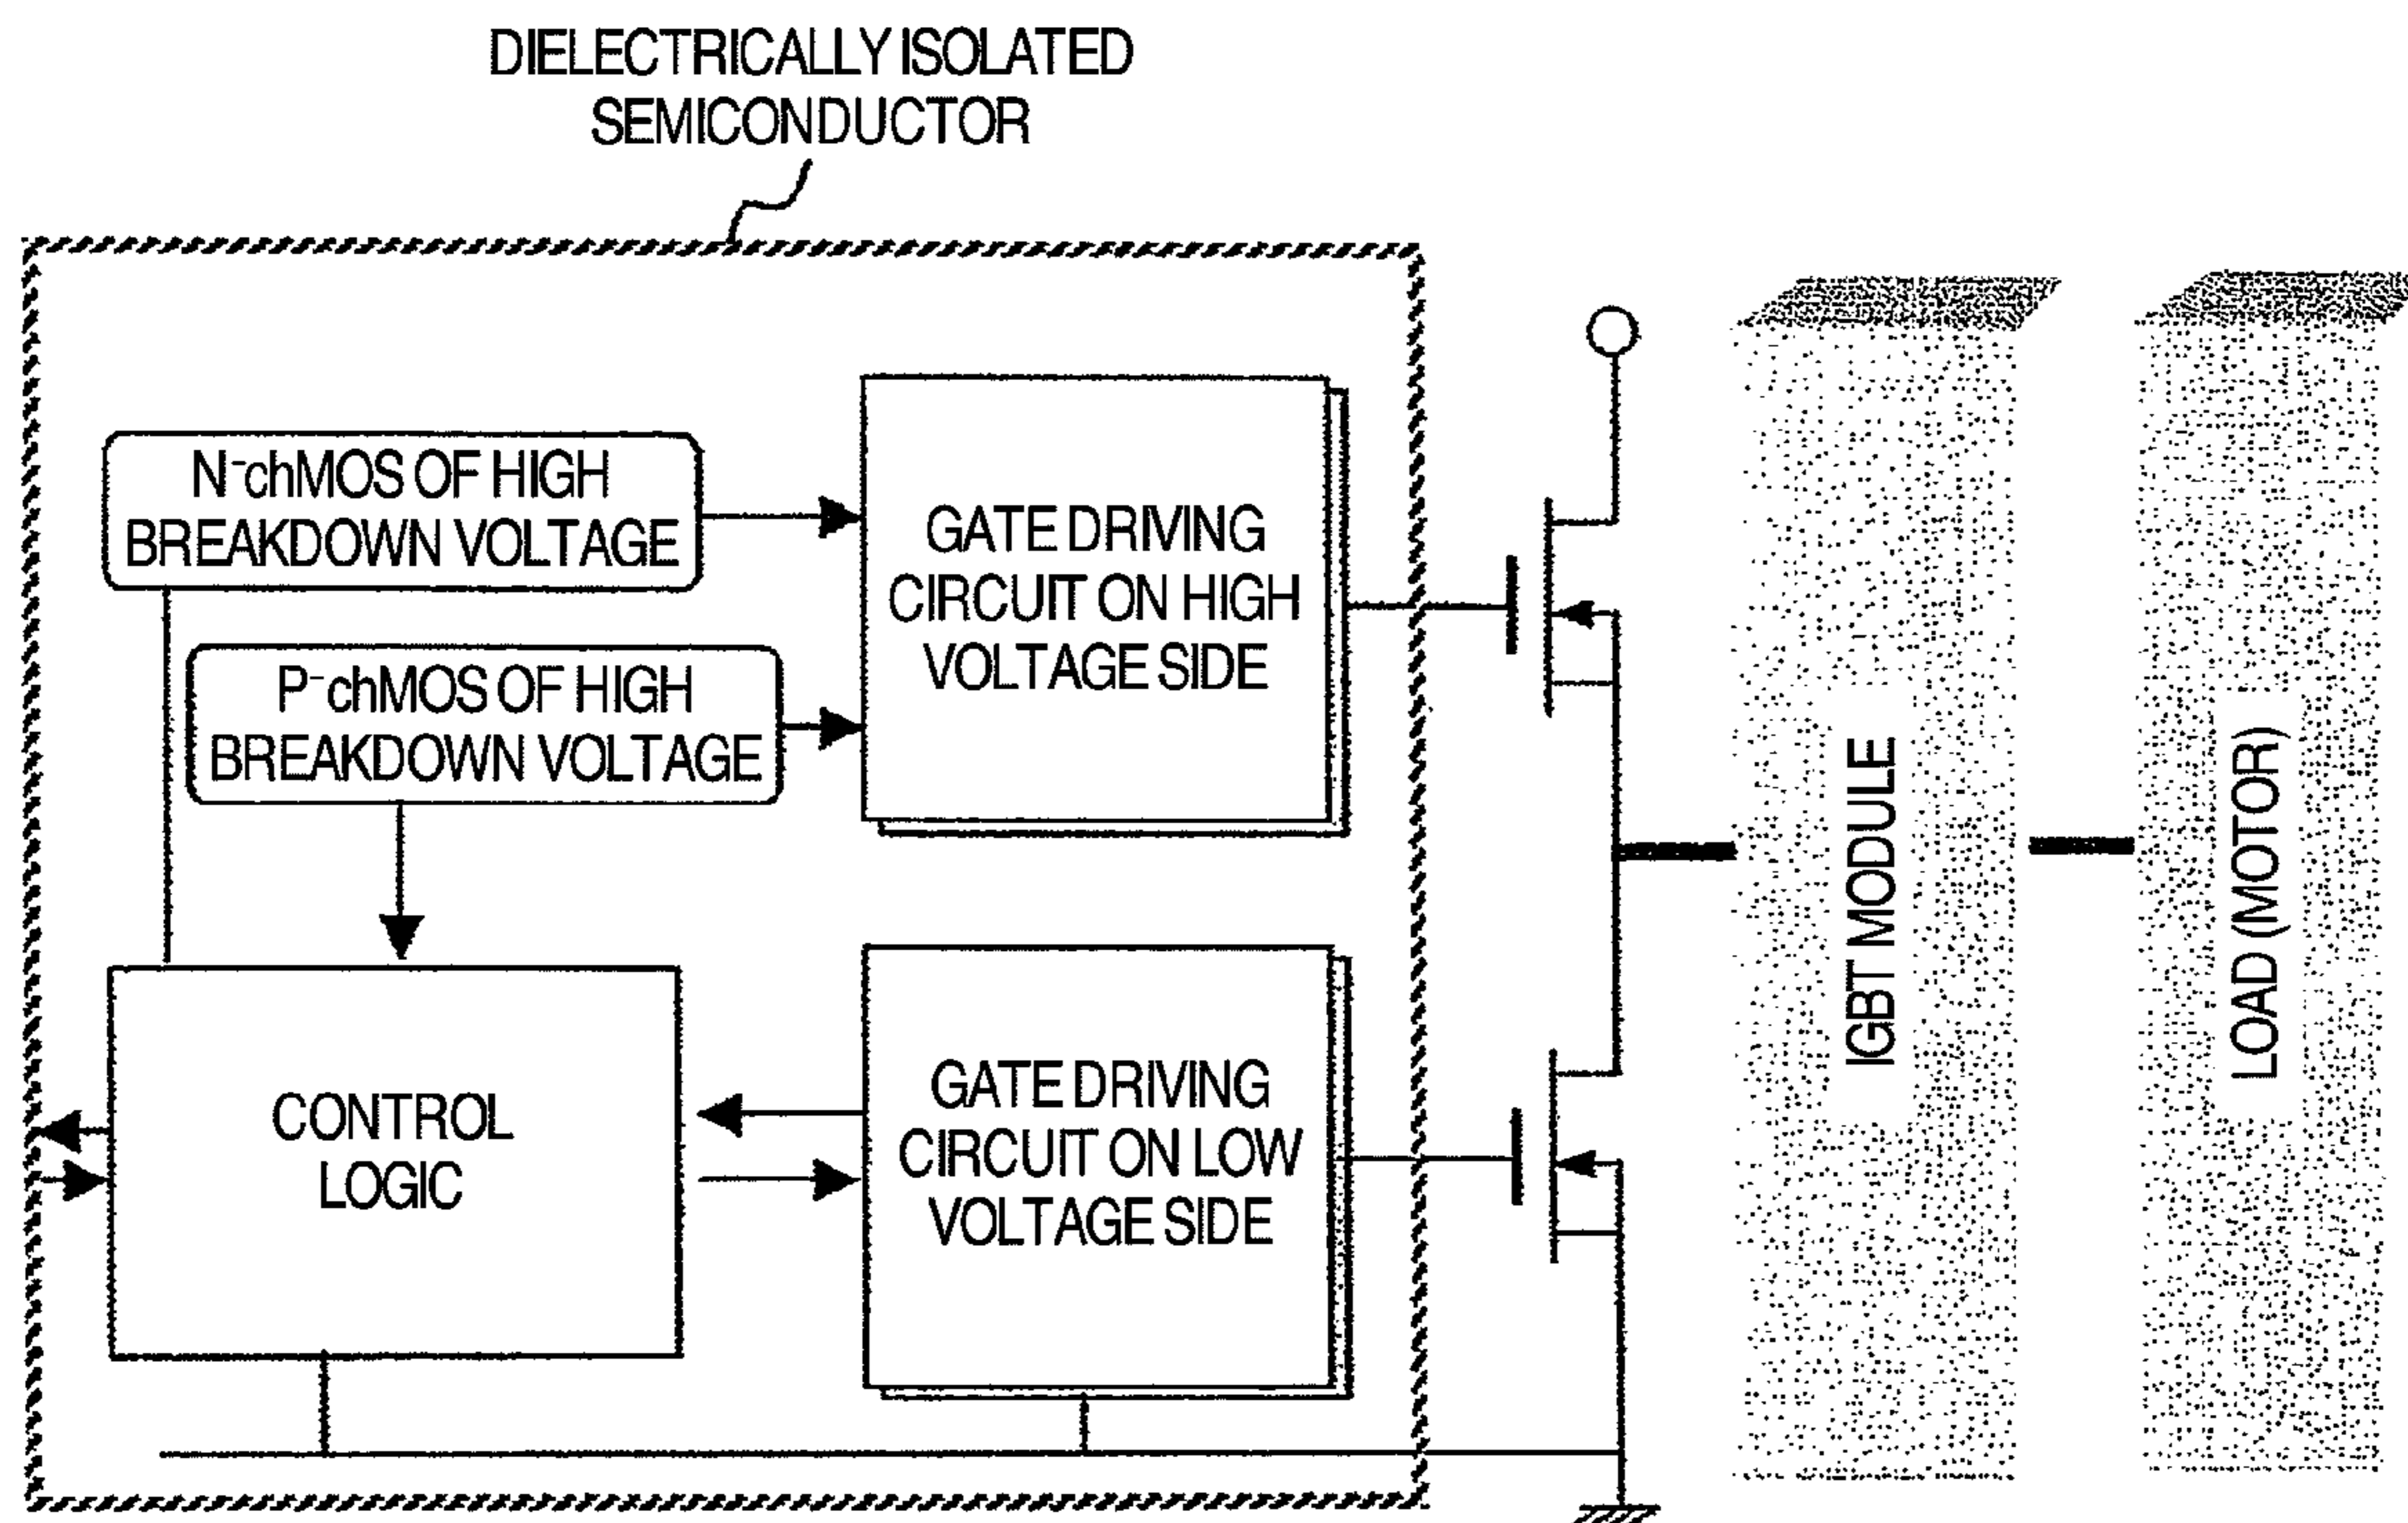 DIELECTRICALLY ISOLATED
SEMICONDUCTOR
N⁻chMOS OF HIGH
BREAKDOWN VOLTAGE
P⁻chMOS OF HIGH
BREAKDOWN VOLTAGE
GATE DRIVING
CIRCUIT ON HIGH
VOLTAGE SIDE
CONTROL
LOGIC
GATE DRIVING
CIRCUIT ON LOW
VOLTAGE SIDE
IGBT MODULE
LOAD (MOTOR)